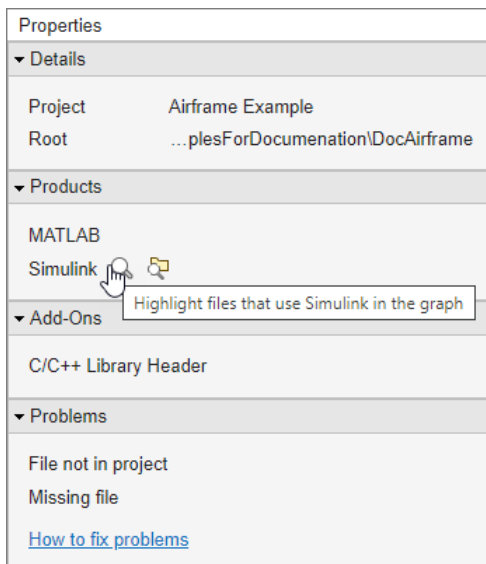 Properties
Details
Project Airframe Example
Root ...plesForDocumenation\DocAirframe
Products
MATLAB
Simulink
Highlight files that use Simulink in the graph
Add-Ons
C/C++ Library Header
Problems
File not in project
Missing file
How to fix problems